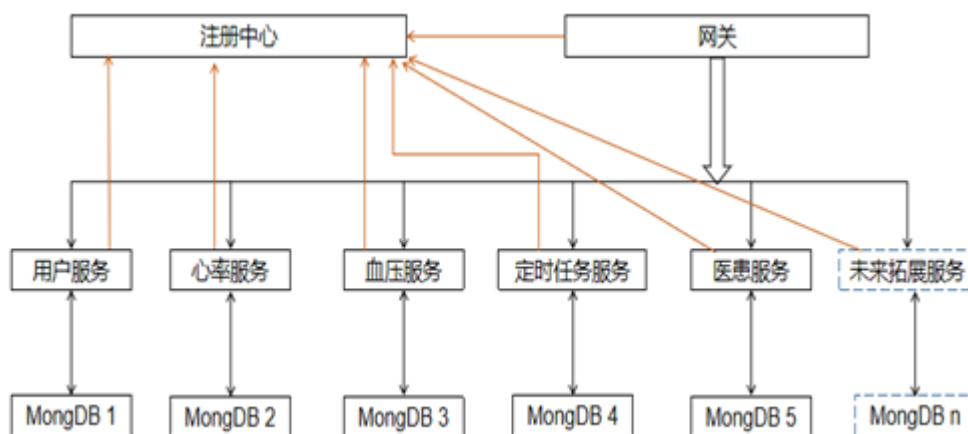 注册中心
网关
用户服务
心率服务
血压服务
定时任务服务
医患服务
未来拓展服务
MongDB 1
MongDB 2
MongDB 3
MongDB 4
MongDB 5
MongDB n